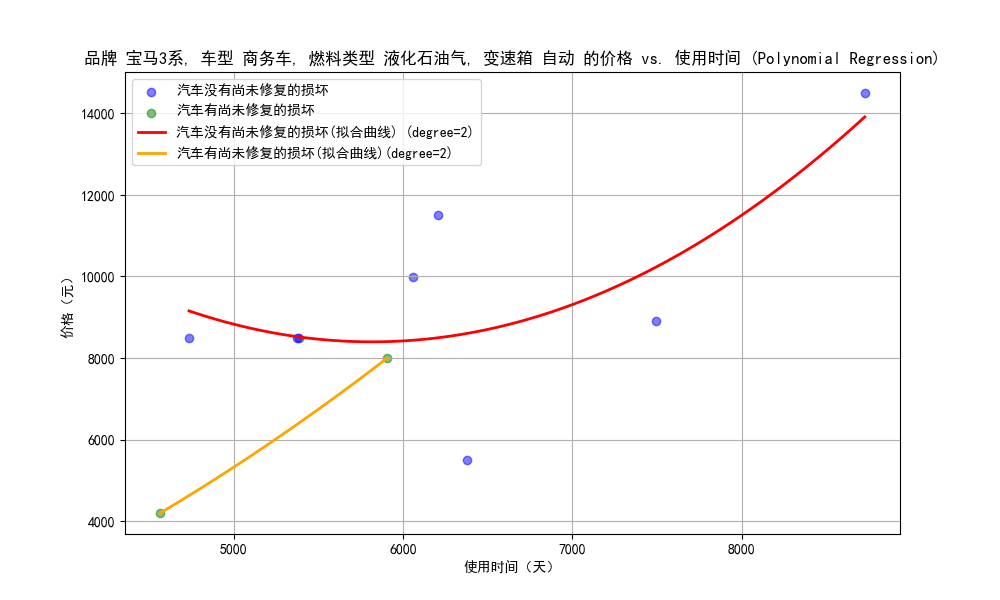 品牌 宝马3系, 车型 商务车, 燃料类型 液化石油气, 变速箱 自动 的价格 vs. 使用时间 (Polynomial Regression)
汽车没有尚未修复的损坏
汽车有尚未修复的损坏
汽车没有尚未修复的损坏(拟合曲线) (degree=2)
汽车有尚未修复的损坏(拟合曲线)(degree=2)
14000
12000
10000
8000
6000
4000
价格（元）
5000 6000 7000 8000
使用时间（天）